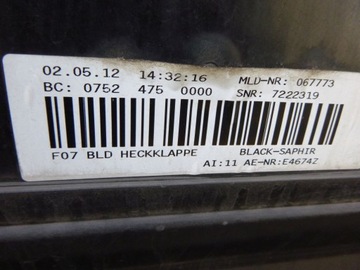 02.05.12 14:32:16 MLD-NR: 067773
BC: 0752 475 0000 SNR: 7222319
F07 BLD HECKKLAPPE BLACK-SAPHIR
AI:11 AE-NR:E4674Z